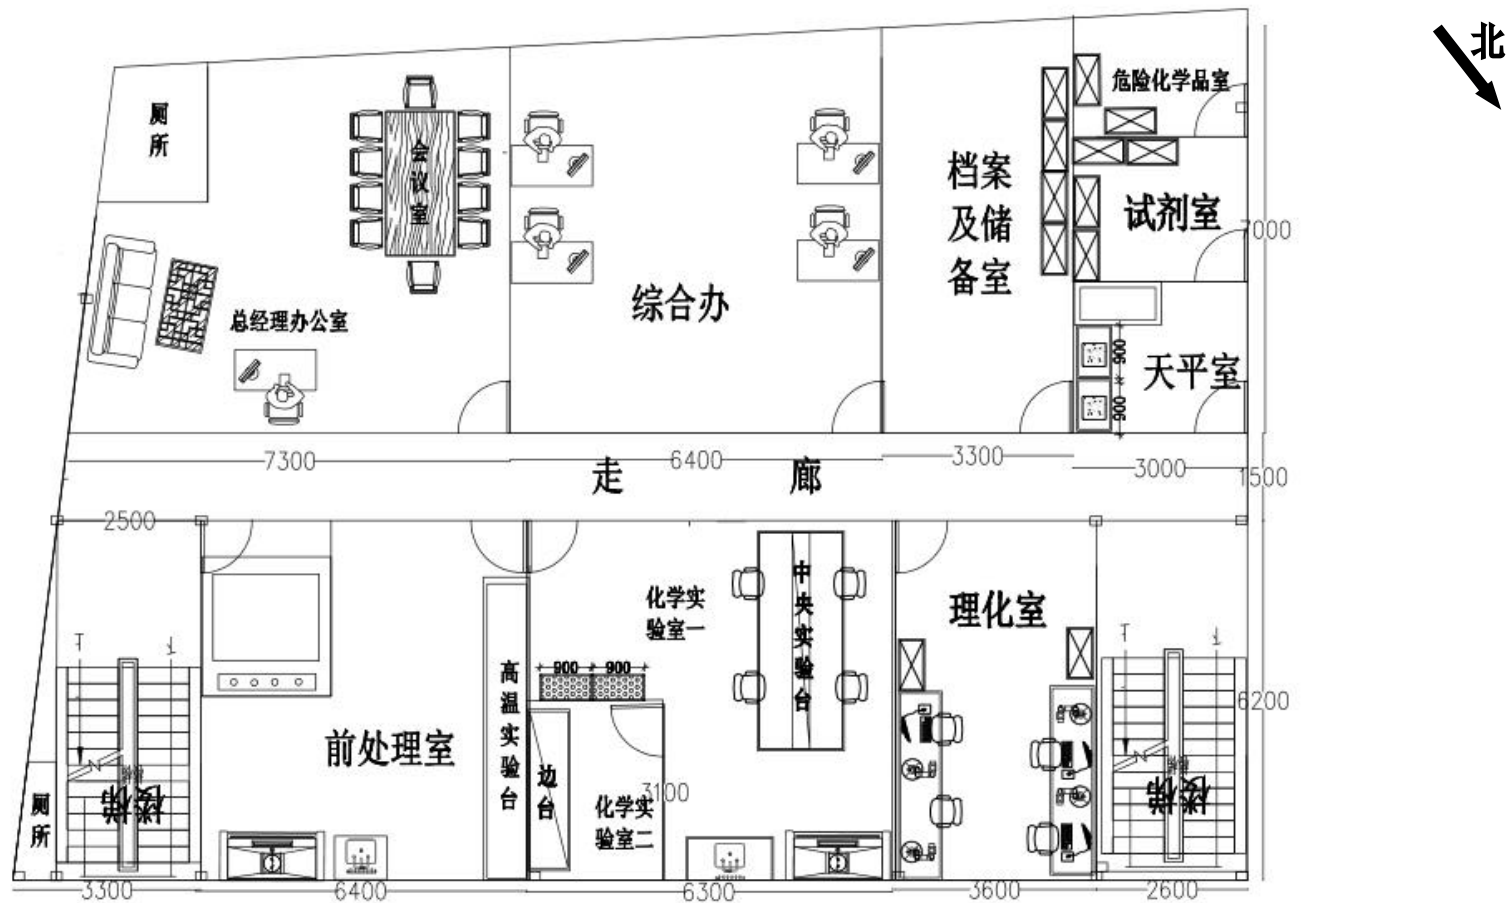 北
危险化学品室
厕
所
会
议
室
档案
及储
备室
试剂室
7000
综合办
总经理办公室
900
天平室
900
7300
走廊
6400
3300
3000
1500
2500
下
上
化学实
验室一
中
央
实
验
台
理化室
下
上
900
900
高
温
实
验
台
前处理室
6200
边
台
3100
化学实
验室二
楼梯
楼梯
厕
所
3300
6400
6300
3600
2600